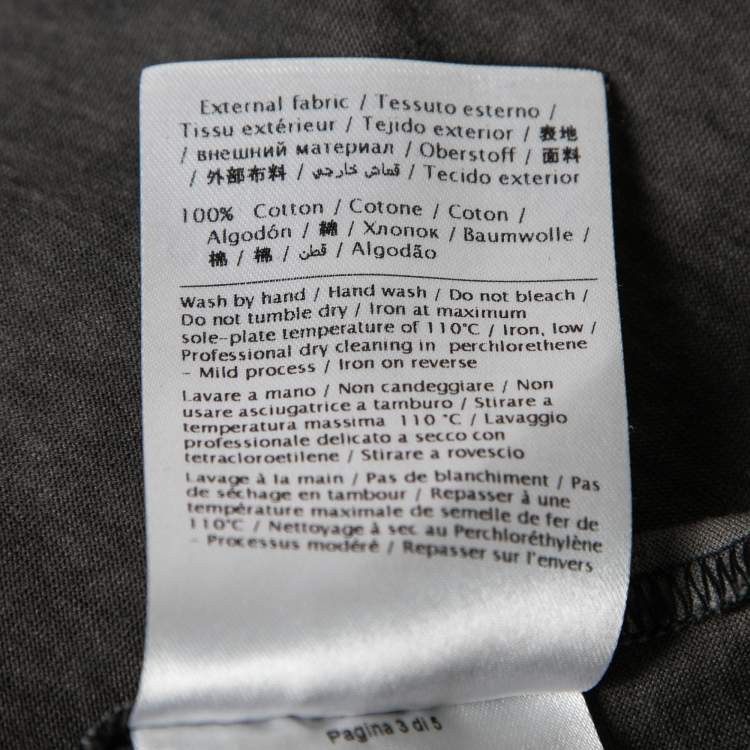 External fabric / Tessuto esterno /
Tissu extérieur / Tejido exterior / 表地
/ внешний материал / Oberstoff / 面料
/ 外部布料 / قماش خارجي / Tecido exterior
100% Cotton / Cotone / Coton /
Algodón / 綿 / Хлопок / Baumwolle /
棉 / 棉 / قطن / Algodão
Wash by hand / Hand wash / Do not bleach /
Do not tumble dry / Iron at maximum
sole-plate temperature of 110°C / Iron, low /
Professional dry cleaning in perchlorethene
- Mild process / Iron on reverse
Lavare a mano / Non candeggiare / Non
usare asciugatrice a tamburo / Stirare a
temperatura massima 110 °C / Lavaggio
professionale delicato a secco con
tetracloroetilene / Stirare a rovescio
Lavage à la main / Pas de blanchiment / Pas
de séchage en tambour / Repasser à une
température maximale de semelle de fer de
110°C / Nettoyage à sec au Perchloréthylène
- Processus modéré / Repasser sur l'envers
Pagina 3 di 5